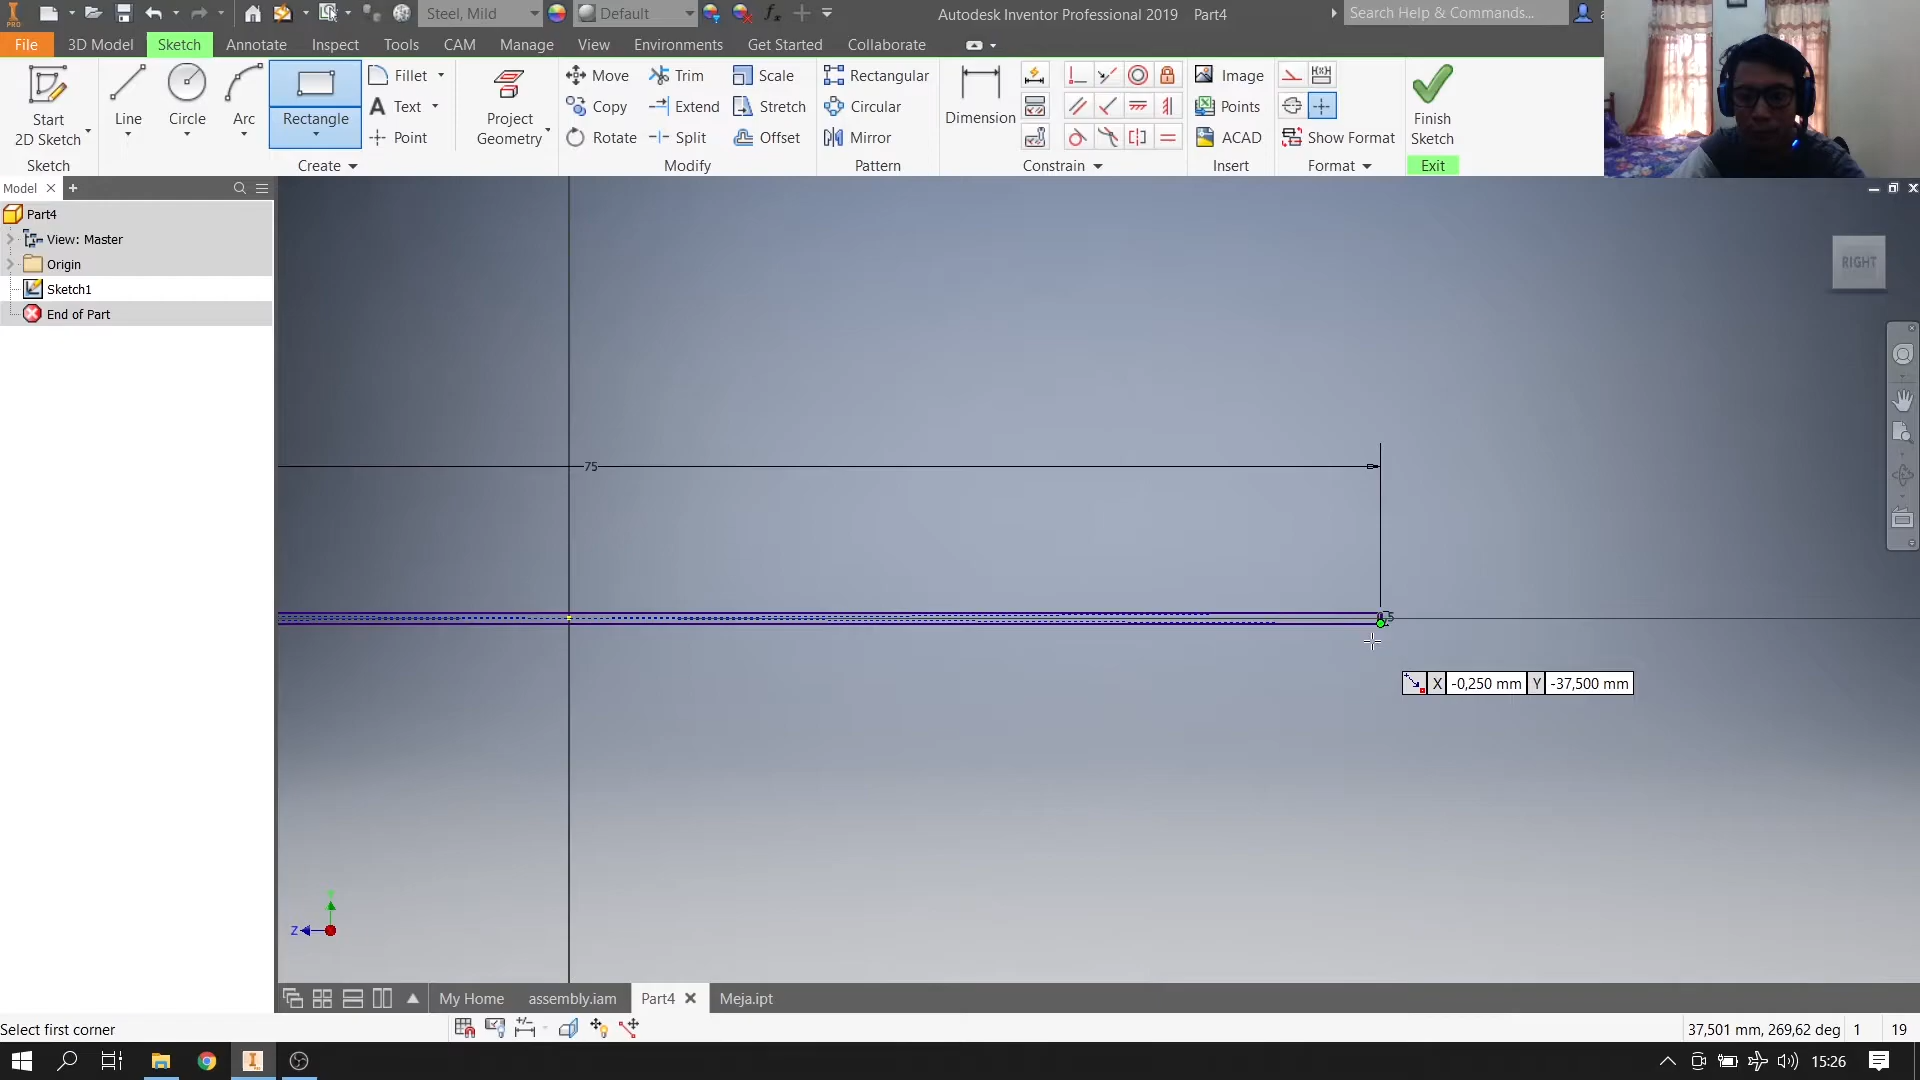 PRO
Steel, Mild
Default
fx
Autodesk Inventor Professional 2019 Part4
Search Help & Commands...
File 3D Model Sketch Annotate Inspect Tools CAM Manage View Environments Get Started Collaborate
Start
2D Sketch
Line
Circle
Arc
Rectangle
Fillet
Text
Point
Project
Geometry
Move
Copy
Rotate
Trim
Extend
Split
Scale
Stretch
Offset
Rectangular
Circular
Mirror
Dimension
Image
Points
ACAD
Show Format
Finish
Sketch
Sketch
Create
Modify
Pattern
Constrain
Insert
Format
Exit
Model
Part4
View: Master
Origin
Sketch1
End of Part
RIGHT
75
X -0,250 mm Y -37,500 mm
Z
My Home assembly.iam Part4 Meja.ipt
Select first corner
37,501 mm, 269,62 deg 1 19
15:26